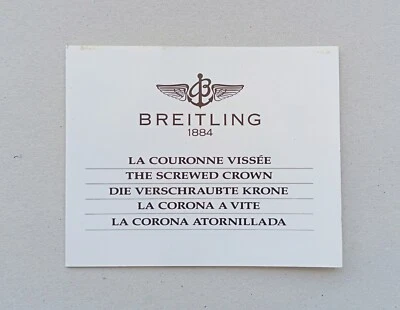 B
BREITLING
1884
LA COURONNE VISSÉE
THE SCREWED CROWN
DIE VERSCHRAUBTE KRONE
LA CORONA A VITE
LA CORONA ATORNILLADA